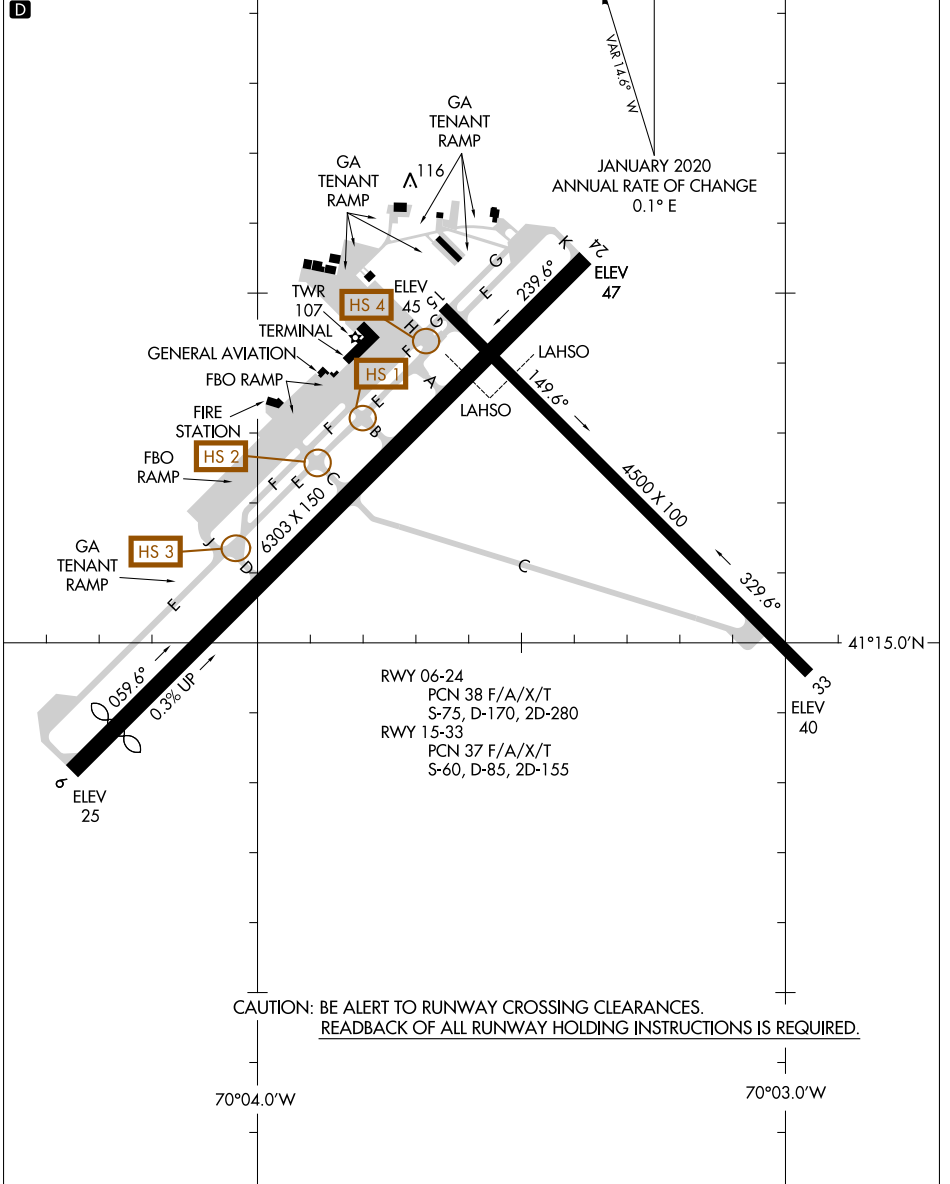 D
VAR 14.6° W
JANUARY 2020
ANNUAL RATE OF CHANGE
0.1° E
GA
TENANT
RAMP
GA
TENANT
RAMP
116
TWR
107
TERMINAL
GENERAL AVIATION
FBO RAMP
FIRE
STATION
FBO
RAMP
GA
TENANT
RAMP
HS 4
HS 1
HS 2
HS 3
ELEV
45
15
K
24
ELEV
47
239.6°
G
E
H
G
F
A
E
B
F
C
E
F
J
D
E
LAHSO
LAHSO
149.6°
4500 X 100
329.6°
6303 X 150
C
41°15.0'N
33
ELEV
40
059.6°
0.3% UP
6
ELEV
25
RWY 06-24
PCN 38 F/A/X/T
S-75, D-170, 2D-280
RWY 15-33
PCN 37 F/A/X/T
S-60, D-85, 2D-155
CAUTION: BE ALERT TO RUNWAY CROSSING CLEARANCES.
READBACK OF ALL RUNWAY HOLDING INSTRUCTIONS IS REQUIRED.
70°04.0'W
70°03.0'W